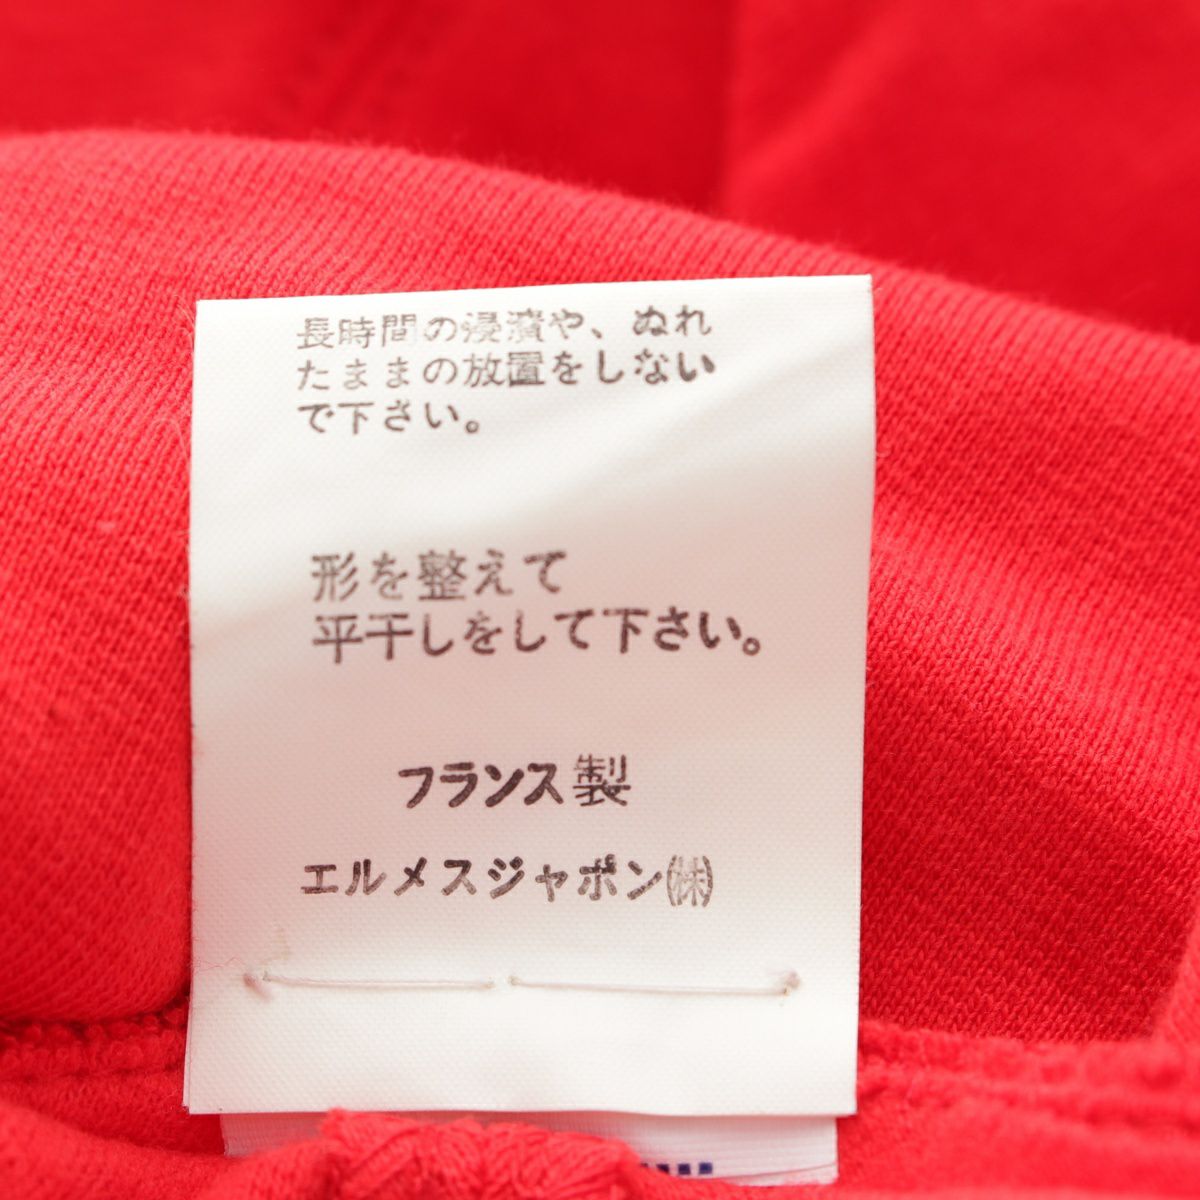 長時間の浸漬や、ぬれ
たままの放置をしない
で下さい。
形を整えて
平干しをして下さい。
フランス製
エルメスジャポン㈱